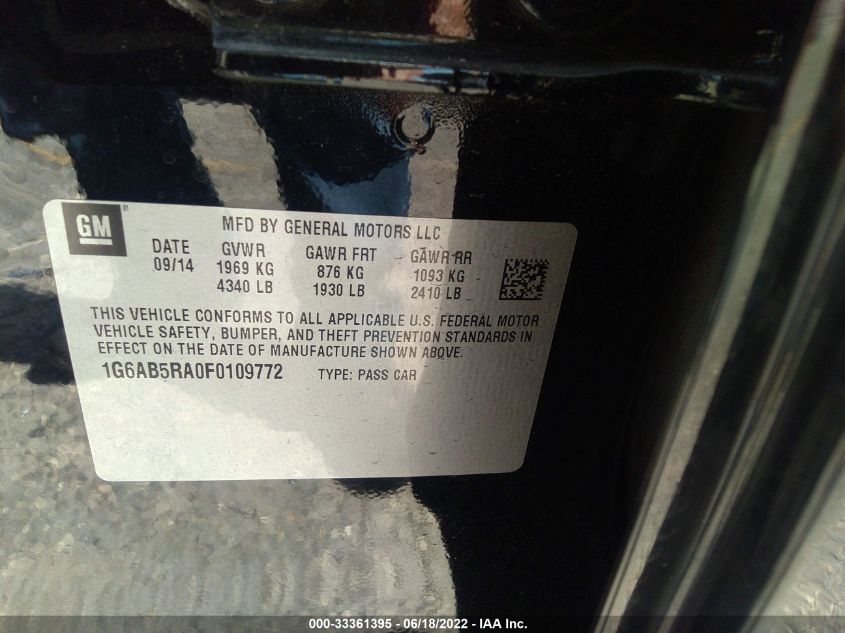 GM ®
MFD BY GENERAL MOTORS LLC
DATE GVWR GAWR FRT GAWR RR
09/14 1969 KG 876 KG 1093 KG
4340 LB 1930 LB 2410 LB
THIS VEHICLE CONFORMS TO ALL APPLICABLE U.S. FEDERAL MOTOR
VEHICLE SAFETY, BUMPER, AND THEFT PREVENTION STANDARDS IN
EFFECT ON THE DATE OF MANUFACTURE SHOWN ABOVE.
1G6AB5RA0F0109772 TYPE: PASS CAR
000-33361395 - 06/18/2022 - IAA Inc.